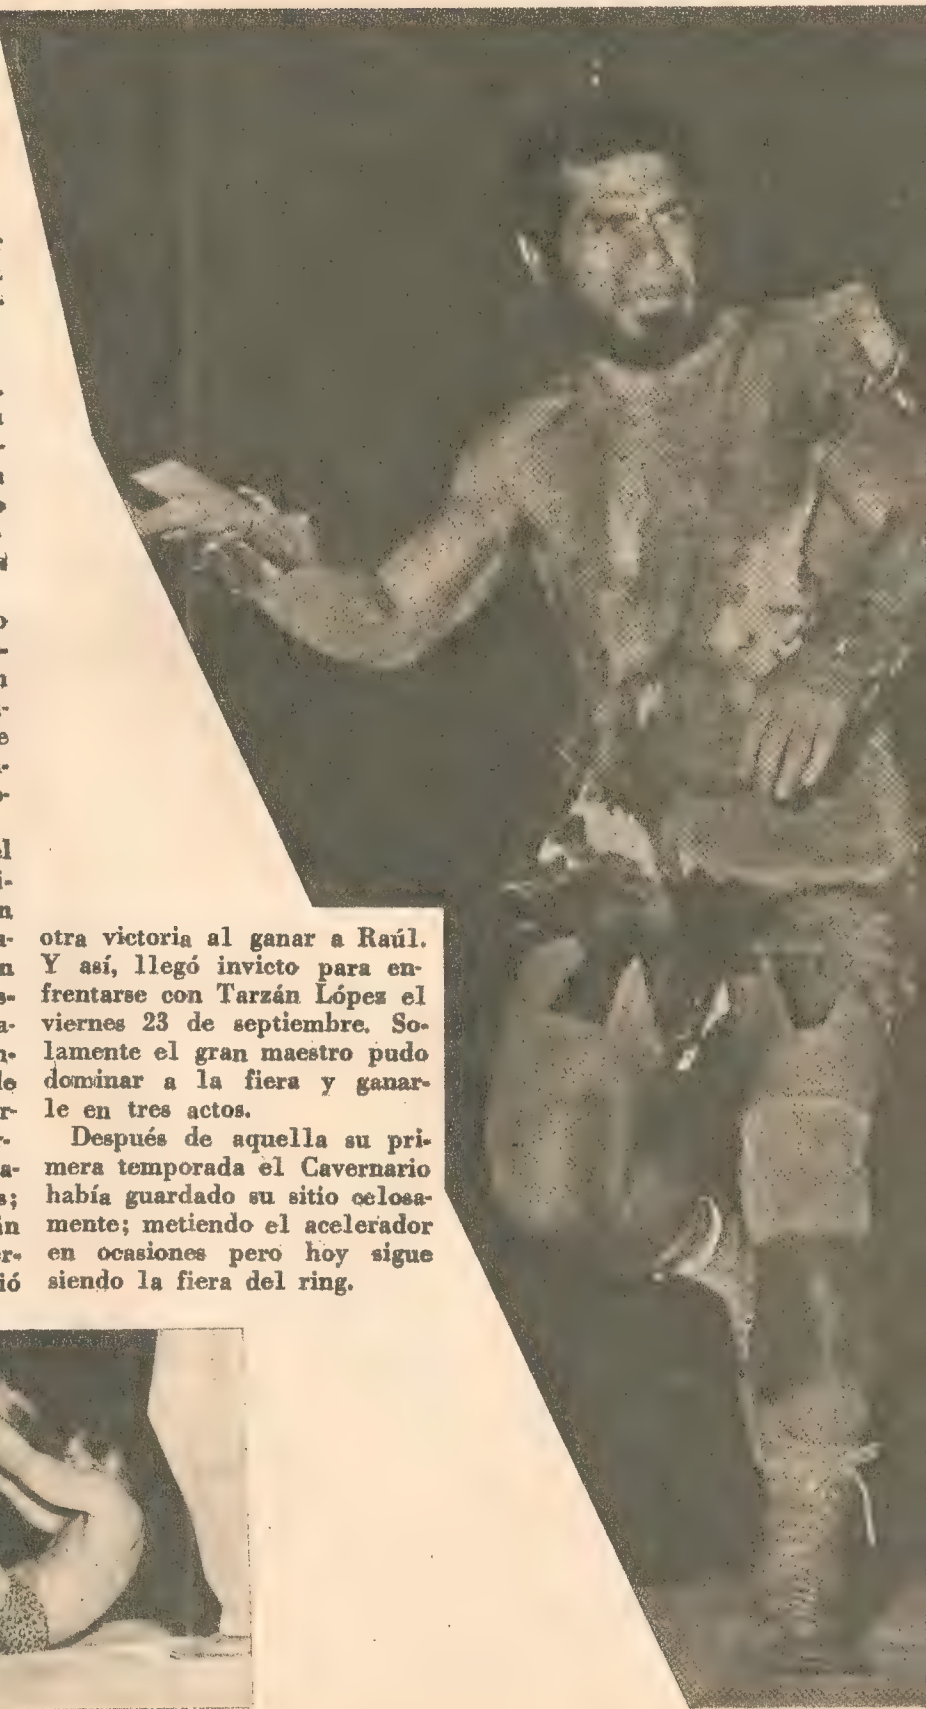 otra victoria al ganar a Raúl.
Y así, llegó invicto para en-
frentarse con Tarzán López el
viernes 23 de septiembre. So-
lamente el gran maestro pudo
dominar a la fiera y ganar-
le en tres actos.
Después de aquella su pri-
mera temporada el Cavernario
había guardado su sitio celosa-
mente; metiendo el acelerador
en ocasiones pero hoy sigue
siendo la fiera del ring.